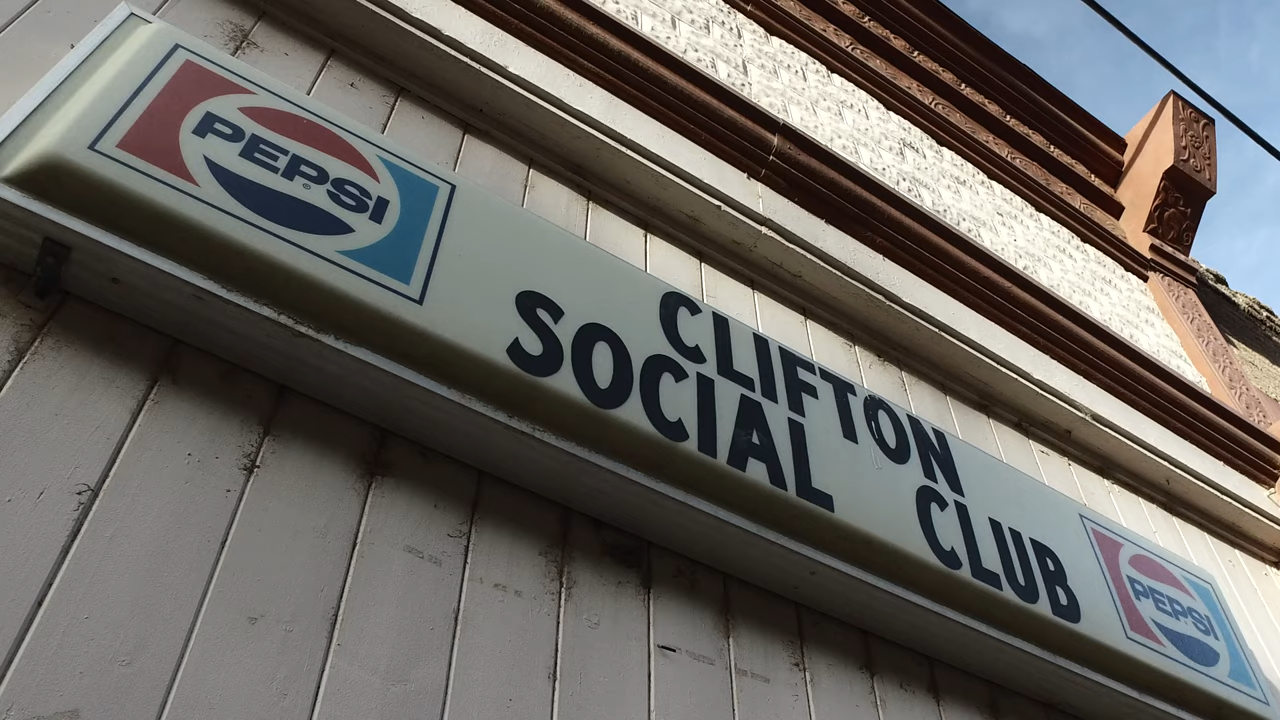 PEPSI
®
CLIFTON
SOCIAL CLUB
PEPSI